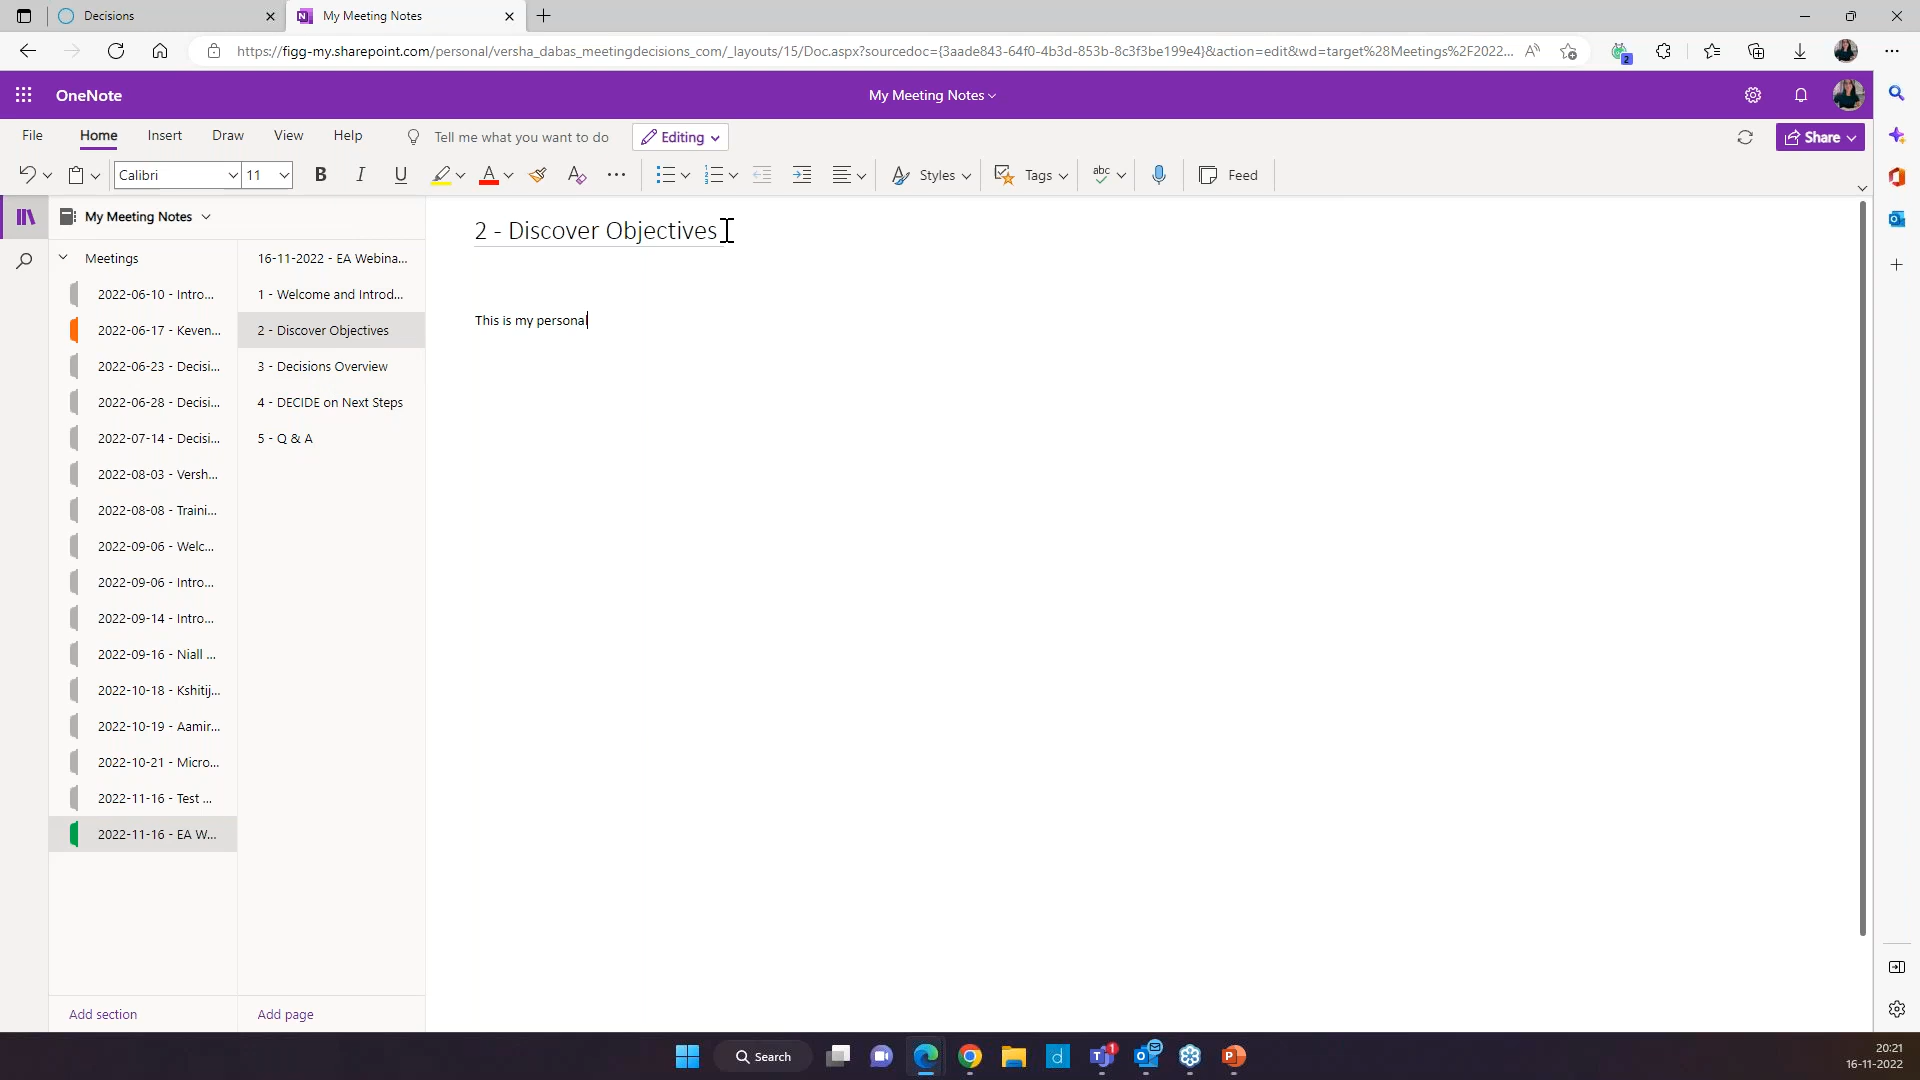 Decisions
My Meeting Notes
https://figg-my.sharepoint.com/personal/versha_dabas_meetingdecisions_com/_layouts/15/Doc.aspx?sourcedoc={3aade843-64f0-4b3d-853b-8c3f3be199e4}&action=edit&wd=target%28Meetings%2F2022...
2
OneNote
My Meeting Notes
File
Home
Insert
Draw
View
Help
Tell me what you want to do
Editing
Share
Calibri
11
B
I
U
A
Styles
Tags
abc
Feed
My Meeting Notes
Meetings
2022-06-10 - Intro...
2022-06-17 - Keven...
2022-06-23 - Decisi...
2022-06-28 - Decisi...
2022-07-14 - Decisi...
2022-08-03 - Versh...
2022-08-08 - Traini...
2022-09-06 - Welc...
2022-09-06 - Intro...
2022-09-14 - Intro...
2022-09-16 - Niall ...
2022-10-18 - Kshitij...
2022-10-19 - Aamir...
2022-10-21 - Micro...
2022-11-16 - Test ...
2022-11-16 - EA W...
Add section
16-11-2022 - EA Webina...
1 - Welcome and Introd...
2 - Discover Objectives
3 - Decisions Overview
4 - DECIDE on Next Steps
5 - Q & A
Add page
2 - Discover Objectives
This is my personal
Search
20:21
16-11-2022